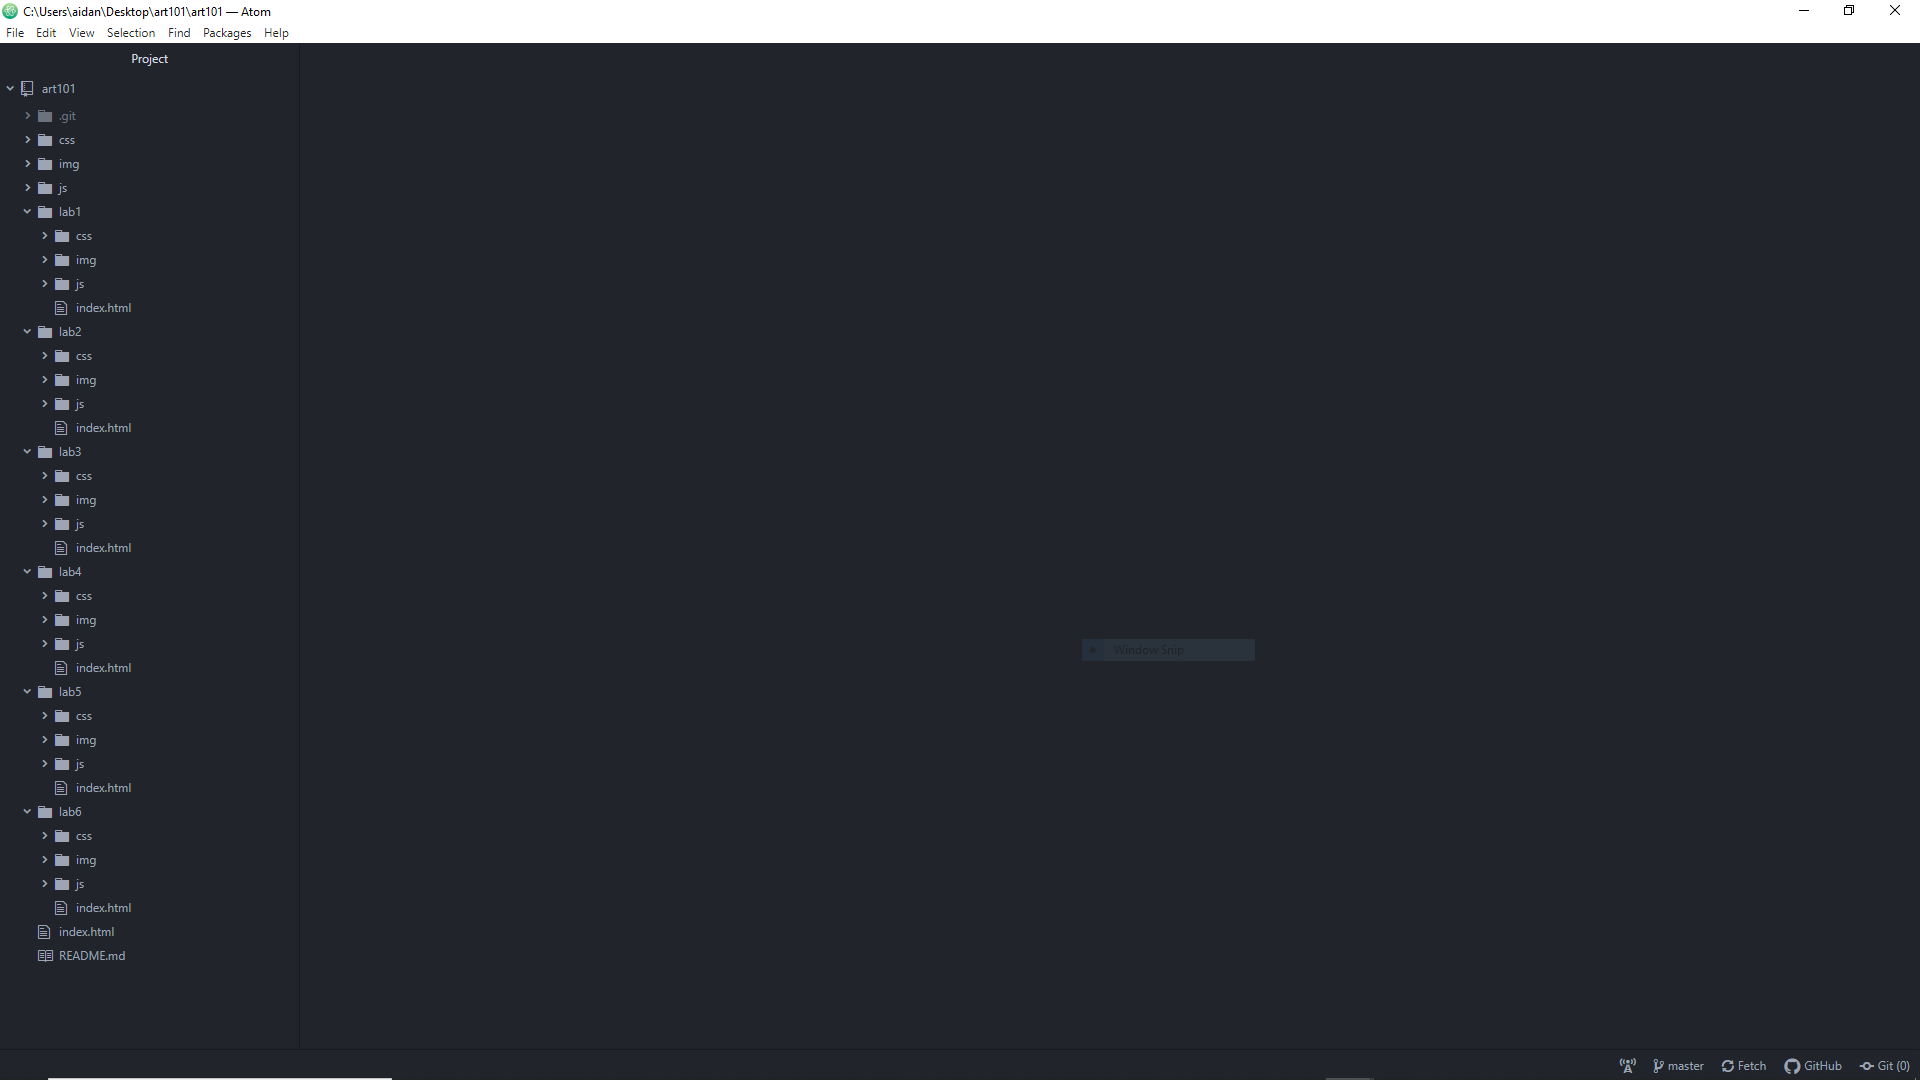 C:\Users\aidan\Desktop\art101\art101 — Atom
File Edit View Selection Find Packages Help
Project
art101
.git
css
img
js
lab1
css
img
js
index.html
lab2
css
img
js
index.html
lab3
css
img
js
index.html
lab4
css
img
js
index.html
Window Snip
lab5
css
img
js
index.html
lab6
css
img
js
index.html
index.html
README.md
master Fetch GitHub Git (0)